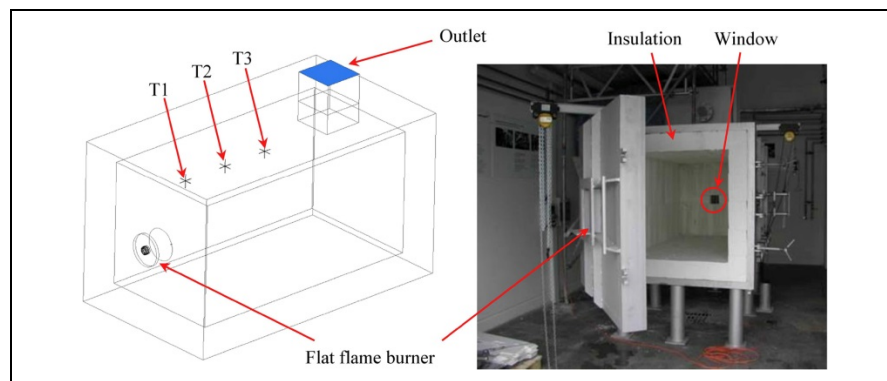 Outlet
Insulation
Window
T1
T2
T3
Flat flame burner